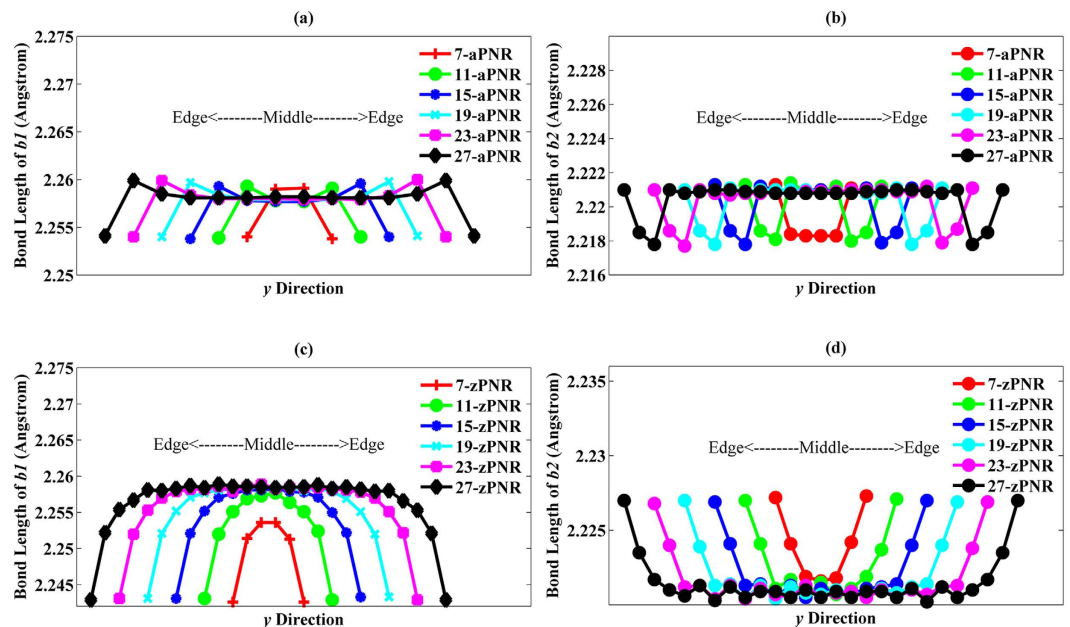 (a)
2.275
2.27
2.265
2.26
2.255
2.25
Bond Length of b1 (Angstrom)
y Direction
Edge<-------Middle------->Edge
7-aPNR
11-aPNR
15-aPNR
19-aPNR
23-aPNR
27-aPNR
(b)
2.228
2.226
2.224
2.222
2.22
2.218
2.216
Bond Length of b2 (Angstrom)
y Direction
Edge<-------Middle------->Edge
7-aPNR
11-aPNR
15-aPNR
19-aPNR
23-aPNR
27-aPNR
(c)
2.275
2.27
2.265
2.26
2.255
2.25
2.245
Bond Length of b1 (Angstrom)
y Direction
Edge<-------Middle------->Edge
7-zPNR
11-zPNR
15-zPNR
19-zPNR
23-zPNR
27-zPNR
(d)
2.235
2.23
2.225
Bond Length of b2 (Angstrom)
y Direction
Edge<-------Middle------->Edge
7-zPNR
11-zPNR
15-zPNR
19-zPNR
23-zPNR
27-zPNR